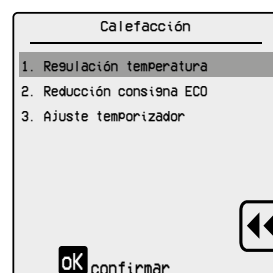 Calefacción
1. Regulación temperatura
2. Reducción consigna ECO
3. Ajuste temporizador
OK confirmar